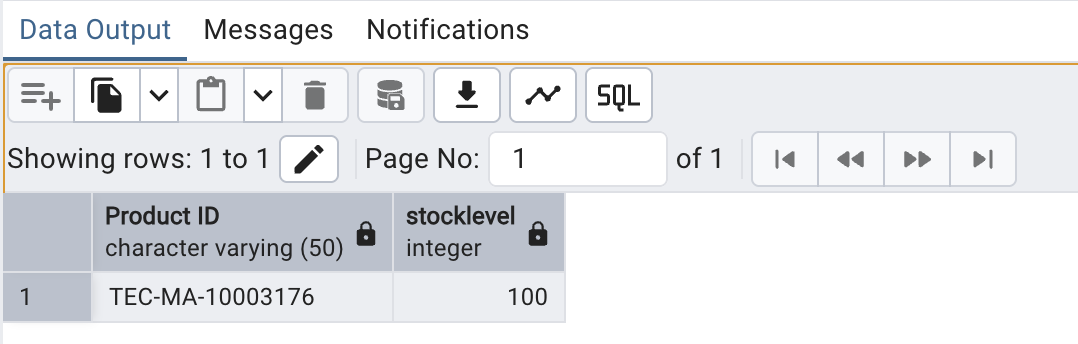 Data Output Messages Notifications
SQL
Showing rows: 1 to 1 Page No: 1 of 1
Product ID stocklevel
character varying (50) integer
1 TEC-MA-10003176 100